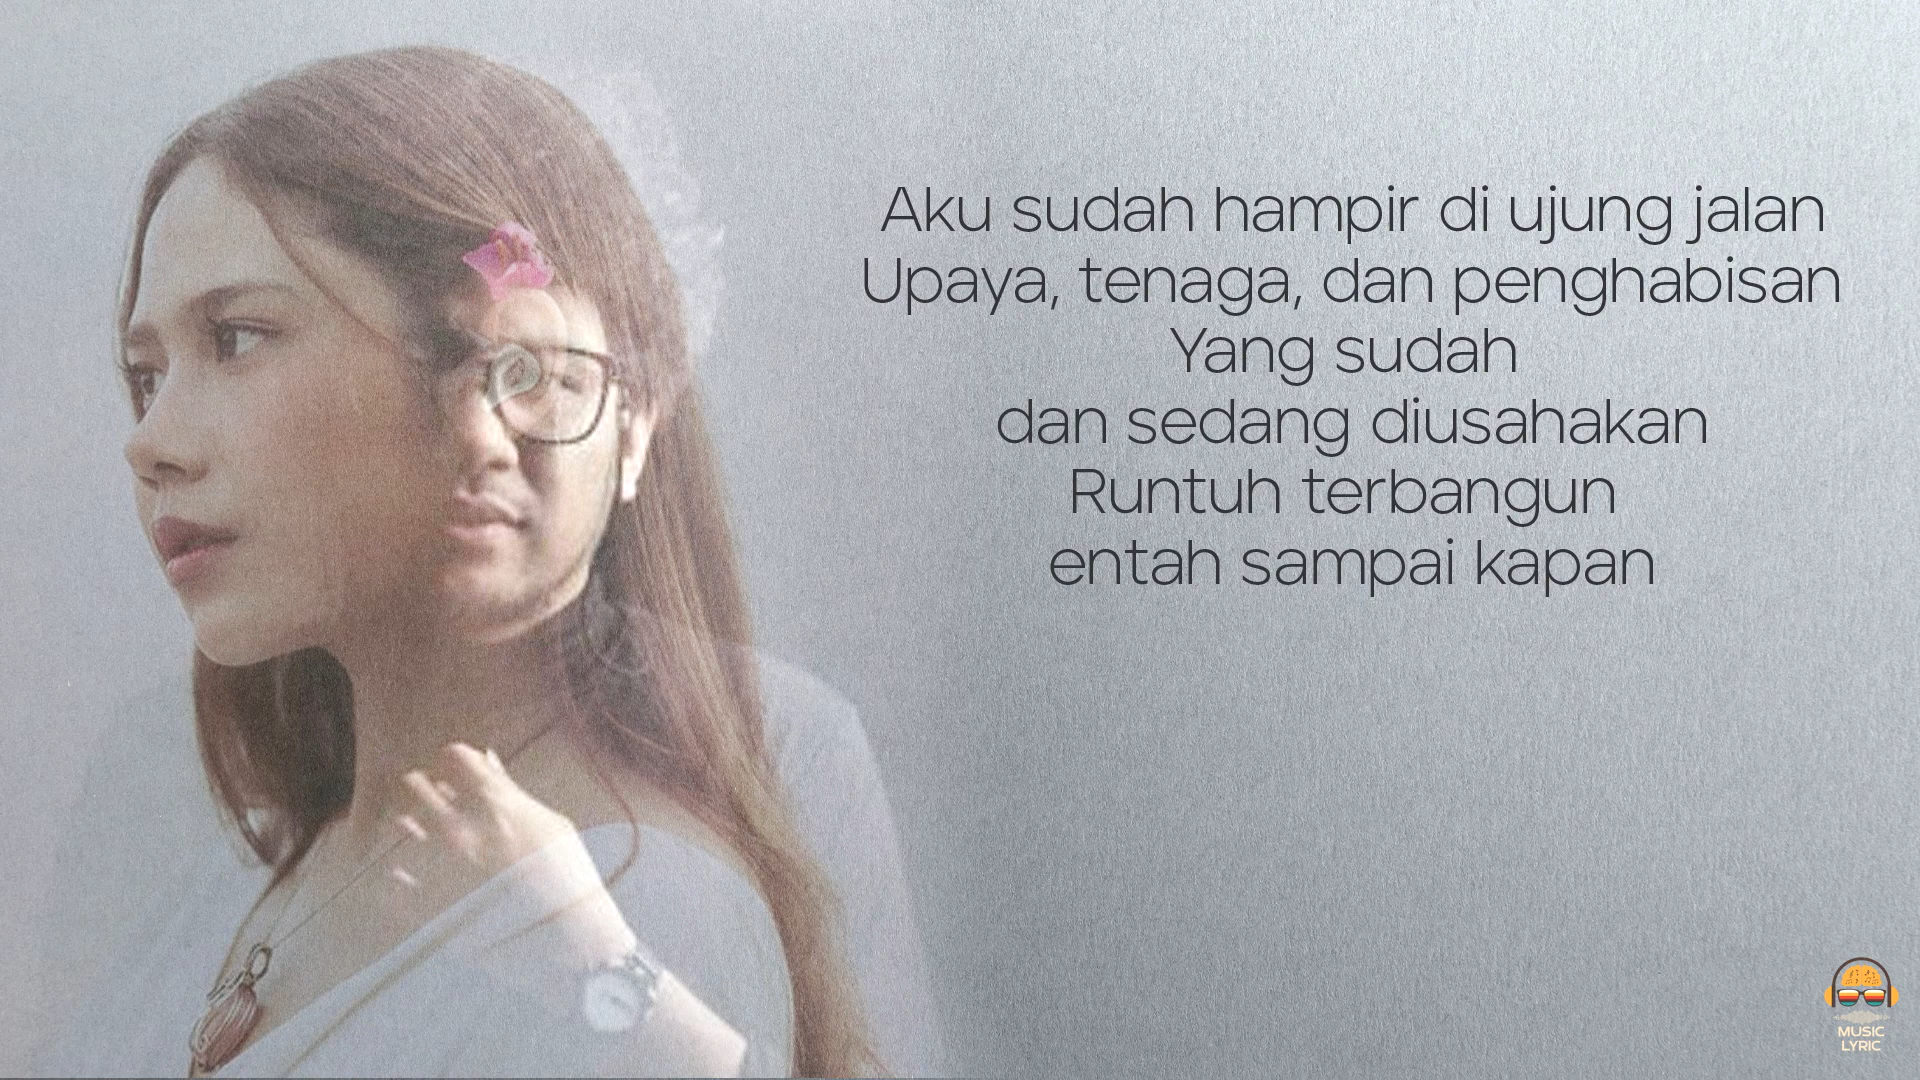 Aku sudah hampir di ujung jalan
Upaya, tenaga, dan penghabisan
Yang sudah
dan sedang diusahakan
Runtuh terbangun
entah sampai kapan
MUSIC
LYRIC